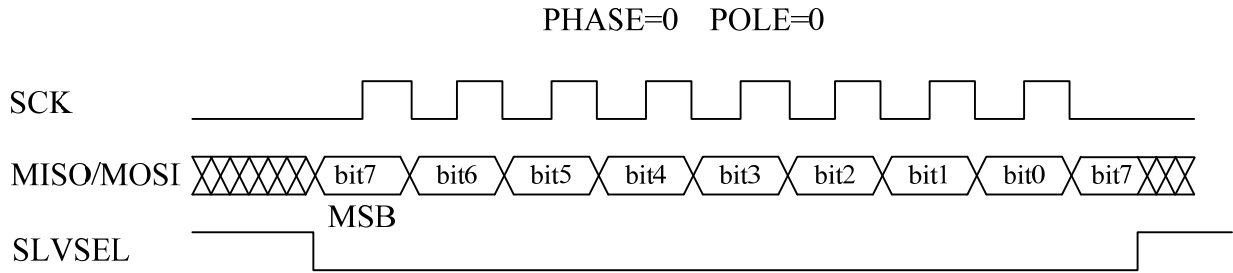 PHASE=0 POLE=0
SCK
MISO/MOSI bit7 bit6 bit5 bit4 bit3 bit2 bit1 bit0 bit7
MSB
SLVSEL